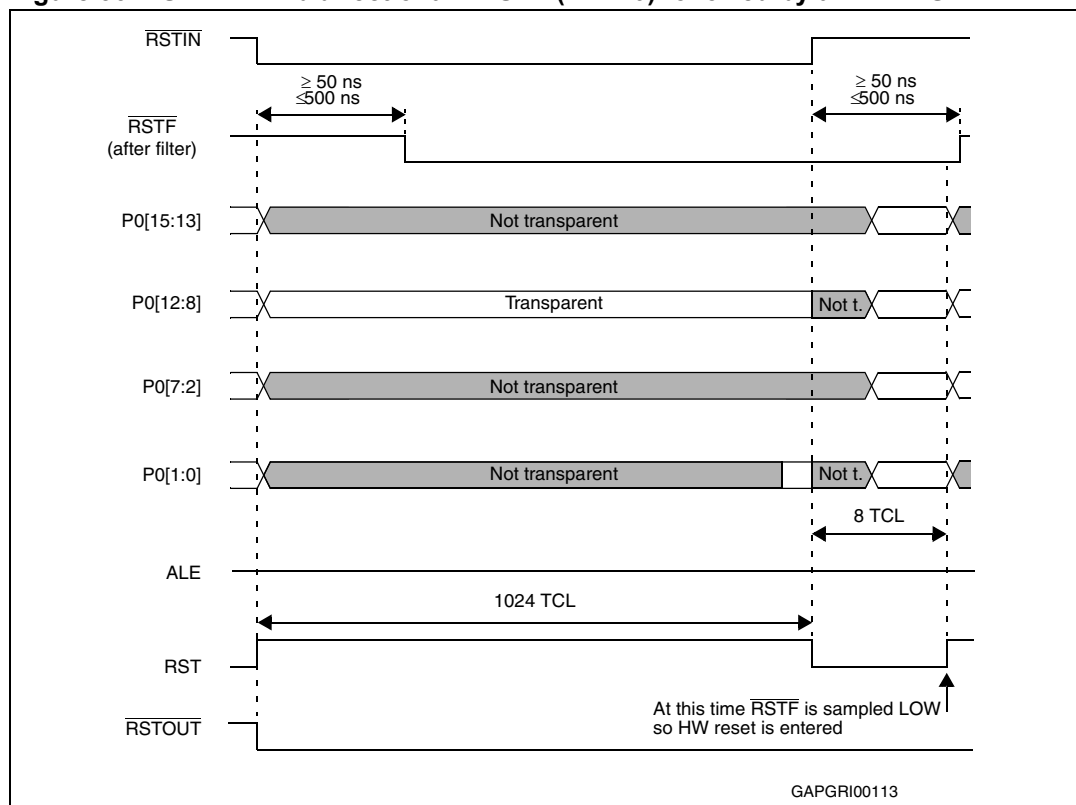 RSTIN
≥ 50 ns
≤500 ns
≥ 50 ns
≤500 ns
RSTF
(after filter)
P0[15:13]
Not transparent
P0[12:8]
Transparent
Not t.
P0[7:2]
Not transparent
P0[1:0]
Not transparent
Not t.
8 TCL
ALE
1024 TCL
RST
At this time RSTF is sampled LOW
so HW reset is entered
RSTOUT
GAPGRI00113